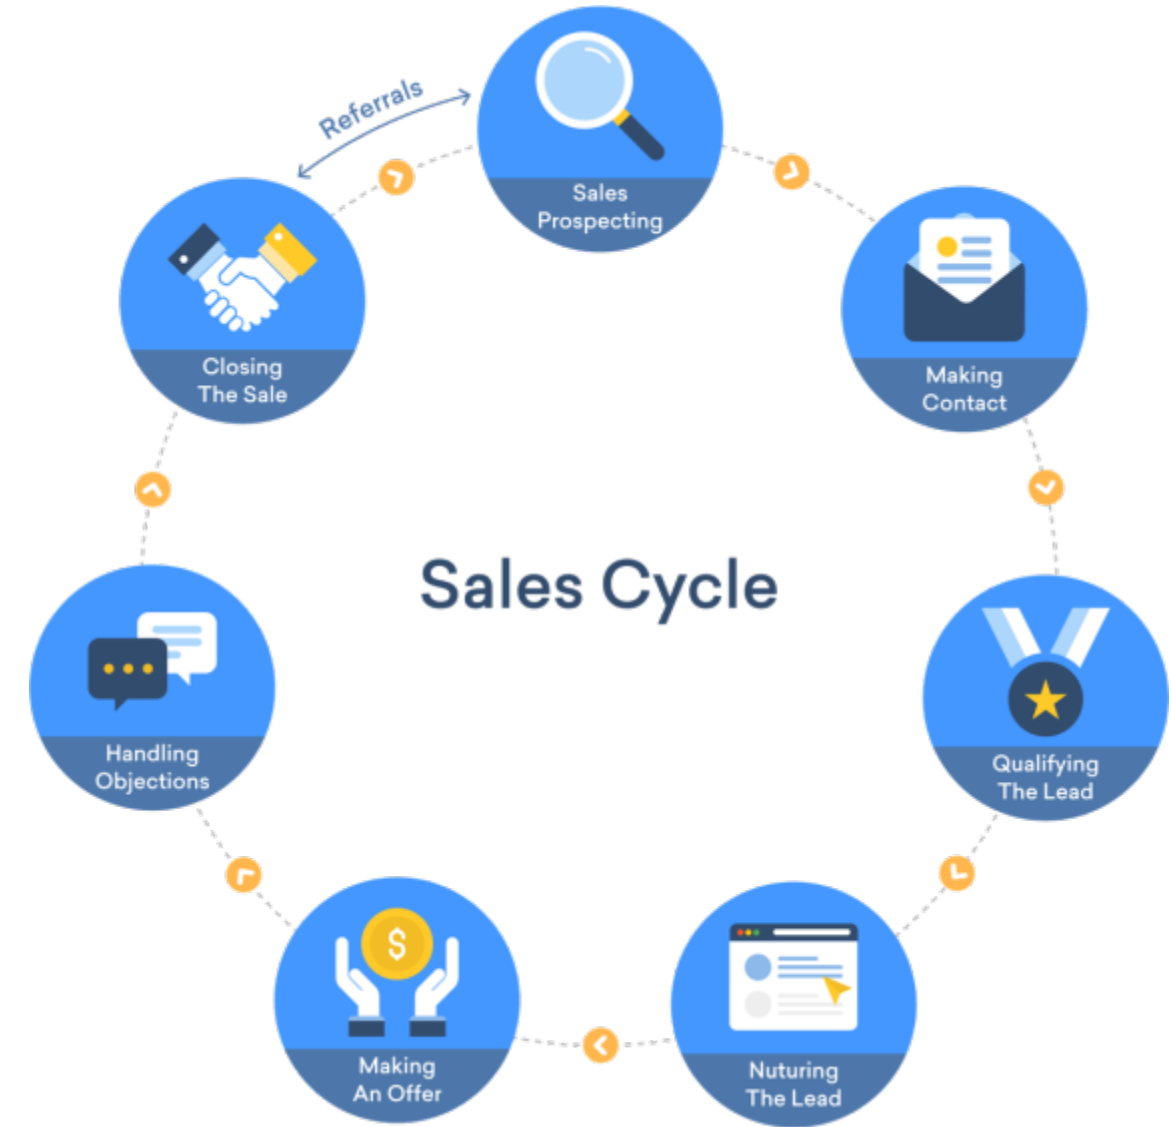 Referrals
Sales
Prospecting
Making
Contact
Qualifying
The Lead
Nuturing
The Lead
Making
An Offer
Handling
Objections
Closing
The Sale
Sales Cycle
$